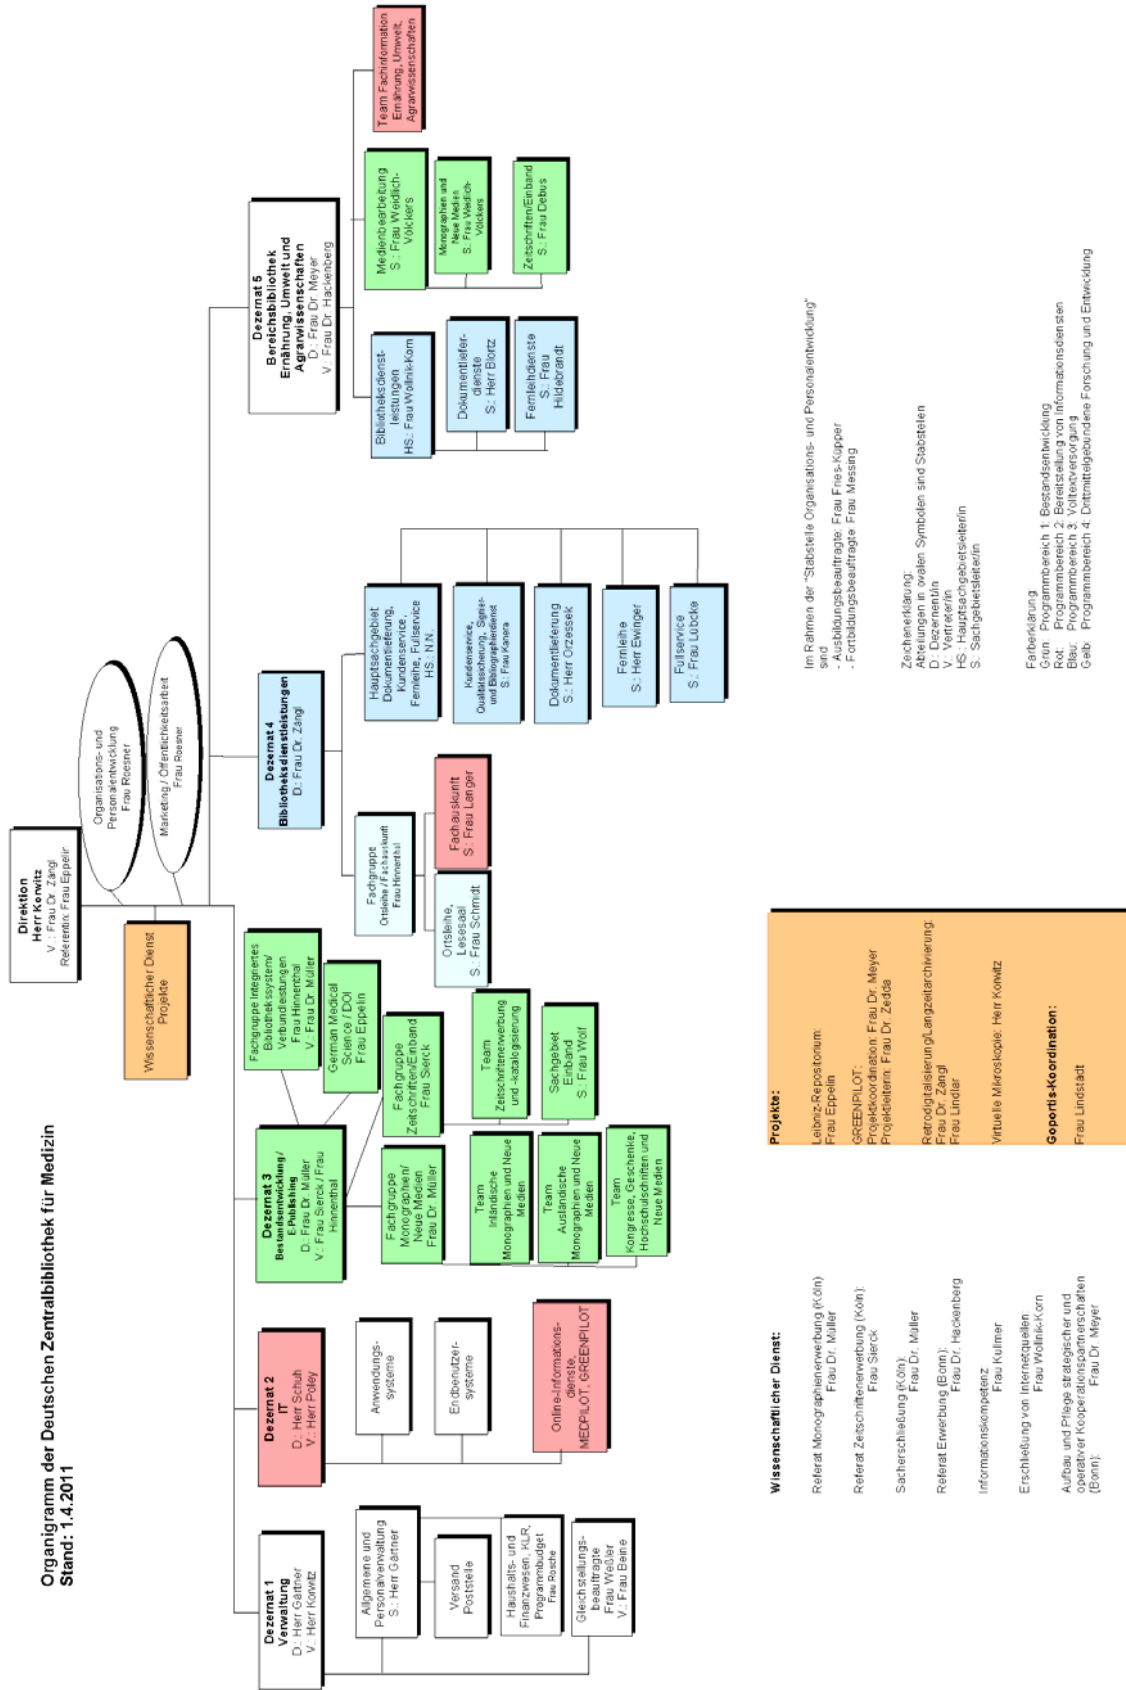 Organigramm der Deutschen Zentralbibliothek für Medizin
Stand: 1.4.2011
Direktion
Herr Korwitz
V.: Frau Dr. Zängl
Referentin: Frau Eppelin
Organisations- und
Personalentwicklung
Frau Roesner
Marketing / Öffentlichkeitsarbeit
Frau Roesner
Wissenschaftlicher Dienst
Projekte
Dezernat 1
Verwaltung
D.: Herr Gärtner
V.: Herr Korwitz
Allgemeine und
Personalverwaltung
S.: Herr Gärtner
Versand
Poststelle
Haushalts- und
Finanzwesen, KLR,
Programmbudget
Frau Rosche
Gleichstellungs-
beauftragte
Frau Weßler
V.: Frau Beine
Dezernat 2
IT
D.: Herr Schuh
V.: Herr Poley
Anwendungs-
systeme
Endbenutzer-
systeme
Online-Informations-
dienste,
MEDPILOT, GREENPILOT
Dezernat 3
Bestandsentwicklung /
E-Publishing
D.: Frau Dr. Müller
V.: Frau Sierck / Frau
Hinnenthal
Fachgruppe Integriertes
Bibliothekssystem/
Verbundleistungen
Frau Hinnenthal
V.: Frau Dr. Müller
German Medical
Science / DOI
Frau Eppelin
Fachgruppe
Zeitschriften/Einband
Frau Sierck
Fachgruppe
Monographien/
Neue Medien
Frau Dr. Müller
Team
Zeitschriftenerwerbung
und -katalogisierung
Sachgebiet
Einband
S.: Frau Wolf
Team
Inländische
Monographien und Neue
Medien
Team
Ausländische
Monographien und Neue
Medien
Team
Kongresse, Geschenke,
Hochschulschriften und
Neue Medien
Dezernat 4
Bibliotheksdienstleistungen
D.: Frau Dr. Zängl
Fachgruppe
Ortsleihe / Fachauskunft
Frau Hinnenthal
Ortsleihe,
Lesesaal
S.: Frau Schmidt
Fachauskunft
S.: Frau Langer
Hauptsachgebiet
Dokumentlieferung,
Kundenservice,
Fernleihe, Fullservice
HS.: N.N.
Kundenservice,
Qualitätssicherung, Signier-
und Bibliographierdienst
S.: Frau Kanera
Dokumentlieferung
S.: Herr Orzessek
Fernleihe
S.: Herr Ewinger
Fullservice
S.: Frau Lübcke
Dezernat 5
Bereichsbibliothek
Ernährung, Umwelt und
Agrarwissenschaften
D.: Frau Dr. Meyer
V.: Frau Dr. Hackenberg
Bibliotheksdienst-
leistungen
HS.: Frau Wollnik-Korn
Dokumentliefer-
dienste
S.: Herr Blortz
Fernleihdienste
S.: Frau
Hildebrandt
Medienbearbeitung
S.: Frau Weidlich-
Völckers
Monographien und
Neue Medien
S.: Frau Weidlich-
Völckers
Zeitschriften/Einband
S.: Frau Debus
Team Fachinformation
Ernährung, Umwelt,
Agrarwissenschaften
Wissenschaftlicher Dienst:
Referat Monographienerwerbung (Köln)
Frau Dr. Müller
Referat Zeitschriftenerwerbung (Köln):
Frau Sierck
Sacherschließung (Köln):
Frau Dr. Müller
Referat Erwerbung (Bonn):
Frau Dr. Hackenberg
Informationskompetenz
Frau Kullmer
Erschließung von Internetquellen:
Frau Wollnik-Korn
Aufbau und Pflege strategischer und
operativer Kooperationspartnerschaften
(Bonn): Frau Dr. Meyer
Projekte:
Leibniz-Repositorium:
Frau Eppelin
GREENPILOT:
Projektkoordination: Frau Dr. Meyer
Projektleiterin: Frau Dr. Zedda
Retrodigitalisierung/Langzeitarchivierung:
Frau Dr. Zängl
Frau Lindlar
Virtuelle Mikroskopie: Herr Korwitz
Goportis-Koordination:
Frau Lindstädt
Im Rahmen der "Stabstelle Organisations- und Personalentwicklung"
sind
- Ausbildungsbeauftragte: Frau Fries-Küpper
- Fortbildungsbeauftragte: Frau Messing
Zeichenerklärung:
Abteilungen in ovalen Symbolen sind Stabstellen
D.: Dezernent/in
V.: Vertreter/in
HS.: Hauptsachgebietsleiter/in
S.: Sachgebietsleiter/in
Farberklärung
Grün: Programmbereich 1: Bestandsentwicklung
Rot: Programmbereich 2: Bereitstellung von Informationsdiensten
Blau: Programmbereich 3: Volltextversorgung
Gelb: Programmbereich 4: Drittmittelgebundene Forschung und Entwicklung